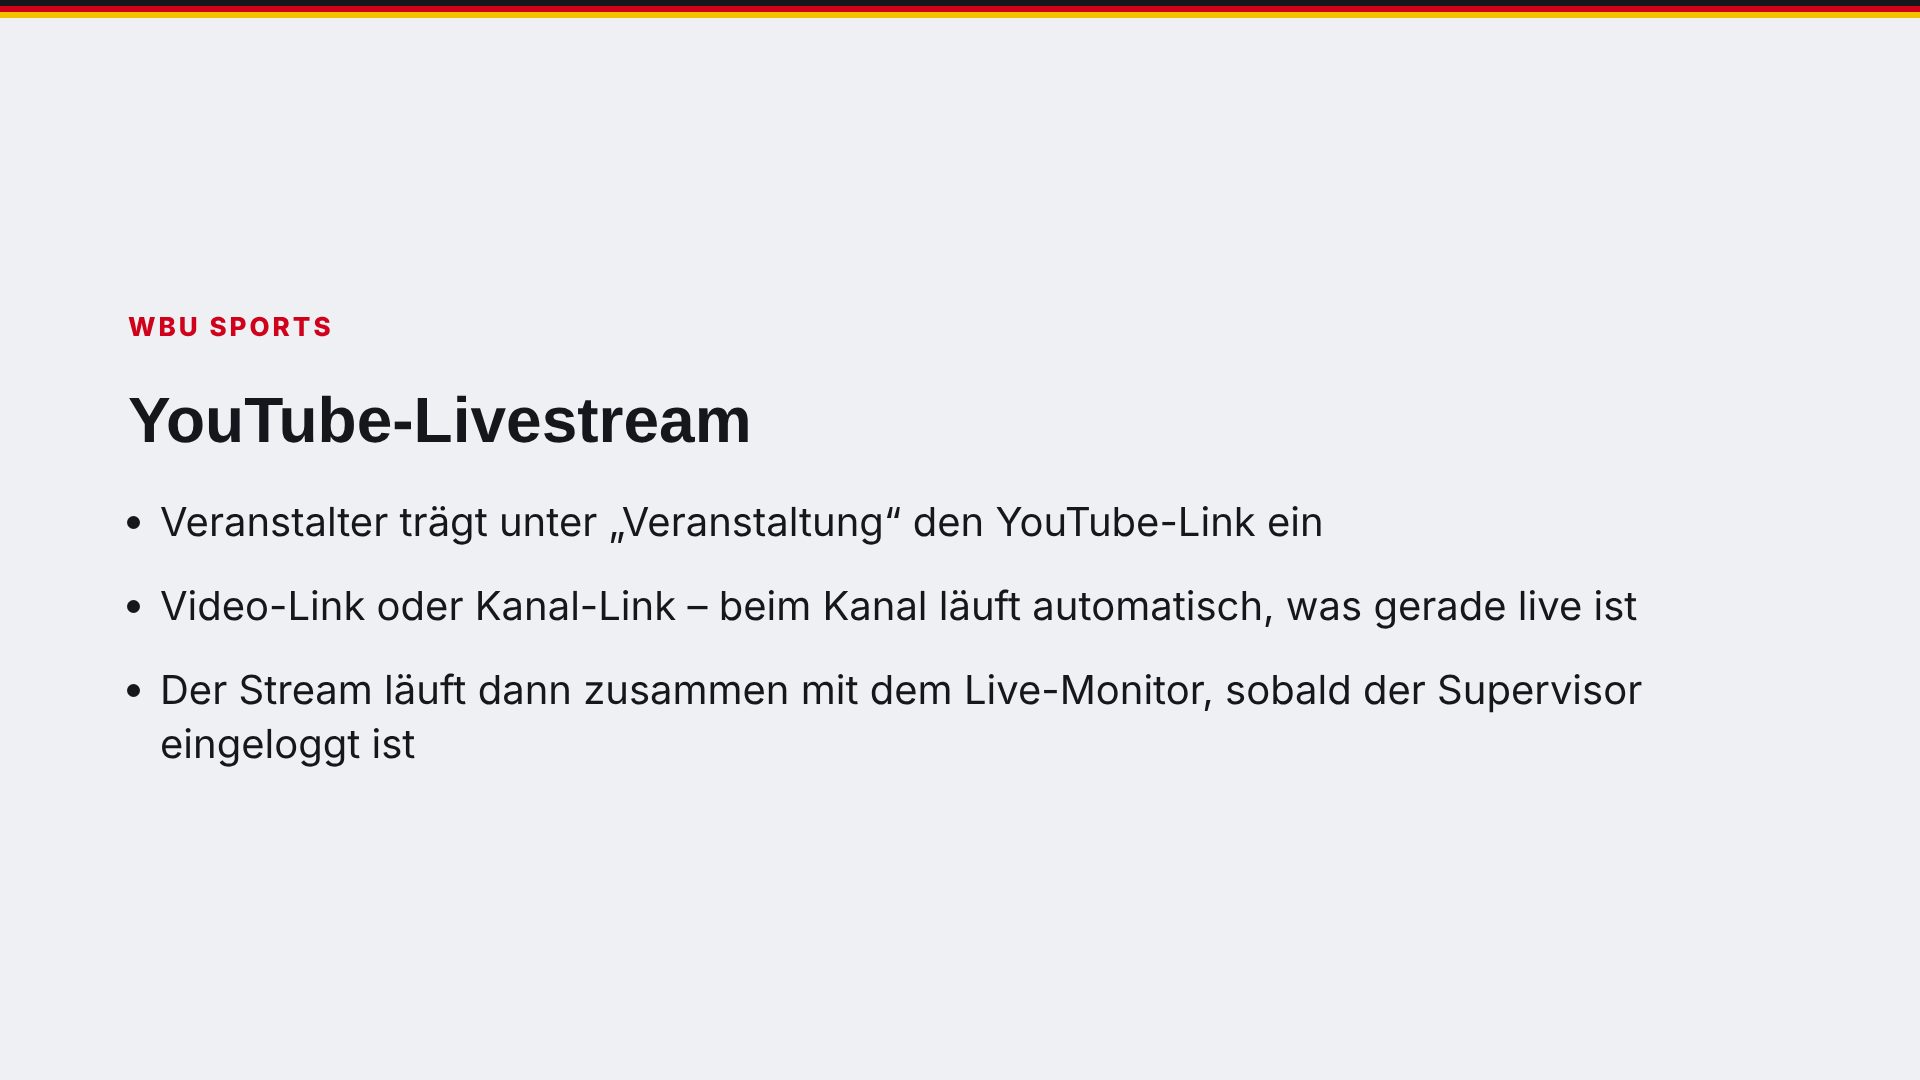 WBU SPORTS
YouTube-Livestream
• Veranstalter trägt unter „Veranstaltung“ den YouTube-Link ein
• Video-Link oder Kanal-Link – beim Kanal läuft automatisch, was gerade live ist
• Der Stream läuft dann zusammen mit dem Live-Monitor, sobald der Supervisor
eingeloggt ist